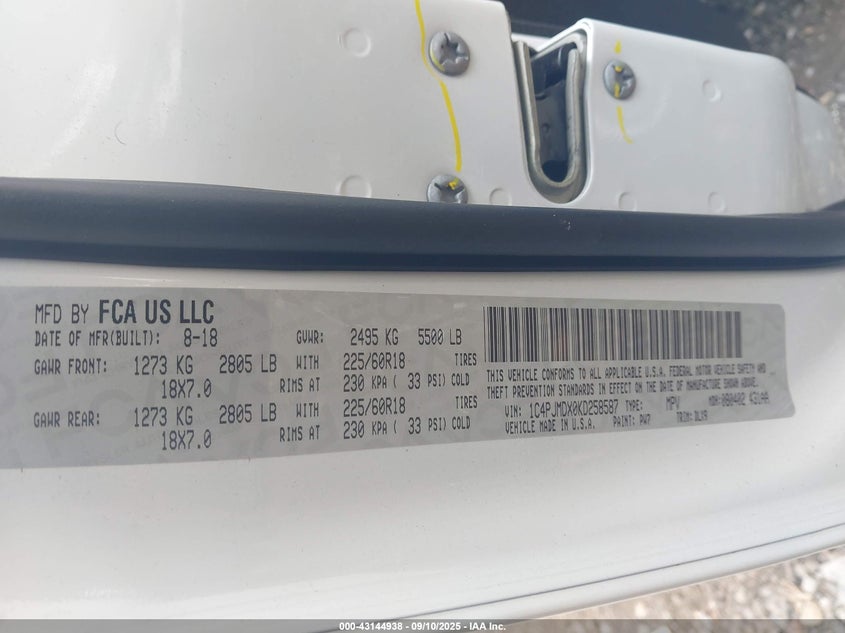 MFD BY FCA US LLC
DATE OF MFR(BUILT): 8-18 GVWR: 2495 KG 5500 LB
GAWR FRONT: 1273 KG 2805 LB WITH 225/60R18 TIRES
18X7.0 RIMS AT 230 KPA ( 33 PSI) COLD
GAWR REAR: 1273 KG 2805 LB WITH 225/60R18 TIRES
18X7.0 RIMS AT 230 KPA ( 33 PSI) COLD
THIS VEHICLE CONFORMS TO ALL APPLICABLE U.S.A. FEDERAL MOTOR VEHICLE SAFETY AND
THEFT PREVENTION STANDARDS IN EFFECT ON THE DATE OF MANUFACTURE SHOWN ABOVE.
VIN: 1C4PJMDX0KD258587 TYPE: MPV MDH:
VEHICLE MADE IN U.S.A. PAINT: PW7 TRIM:
000-43144938 - 09/10/2025 - IAA Inc.